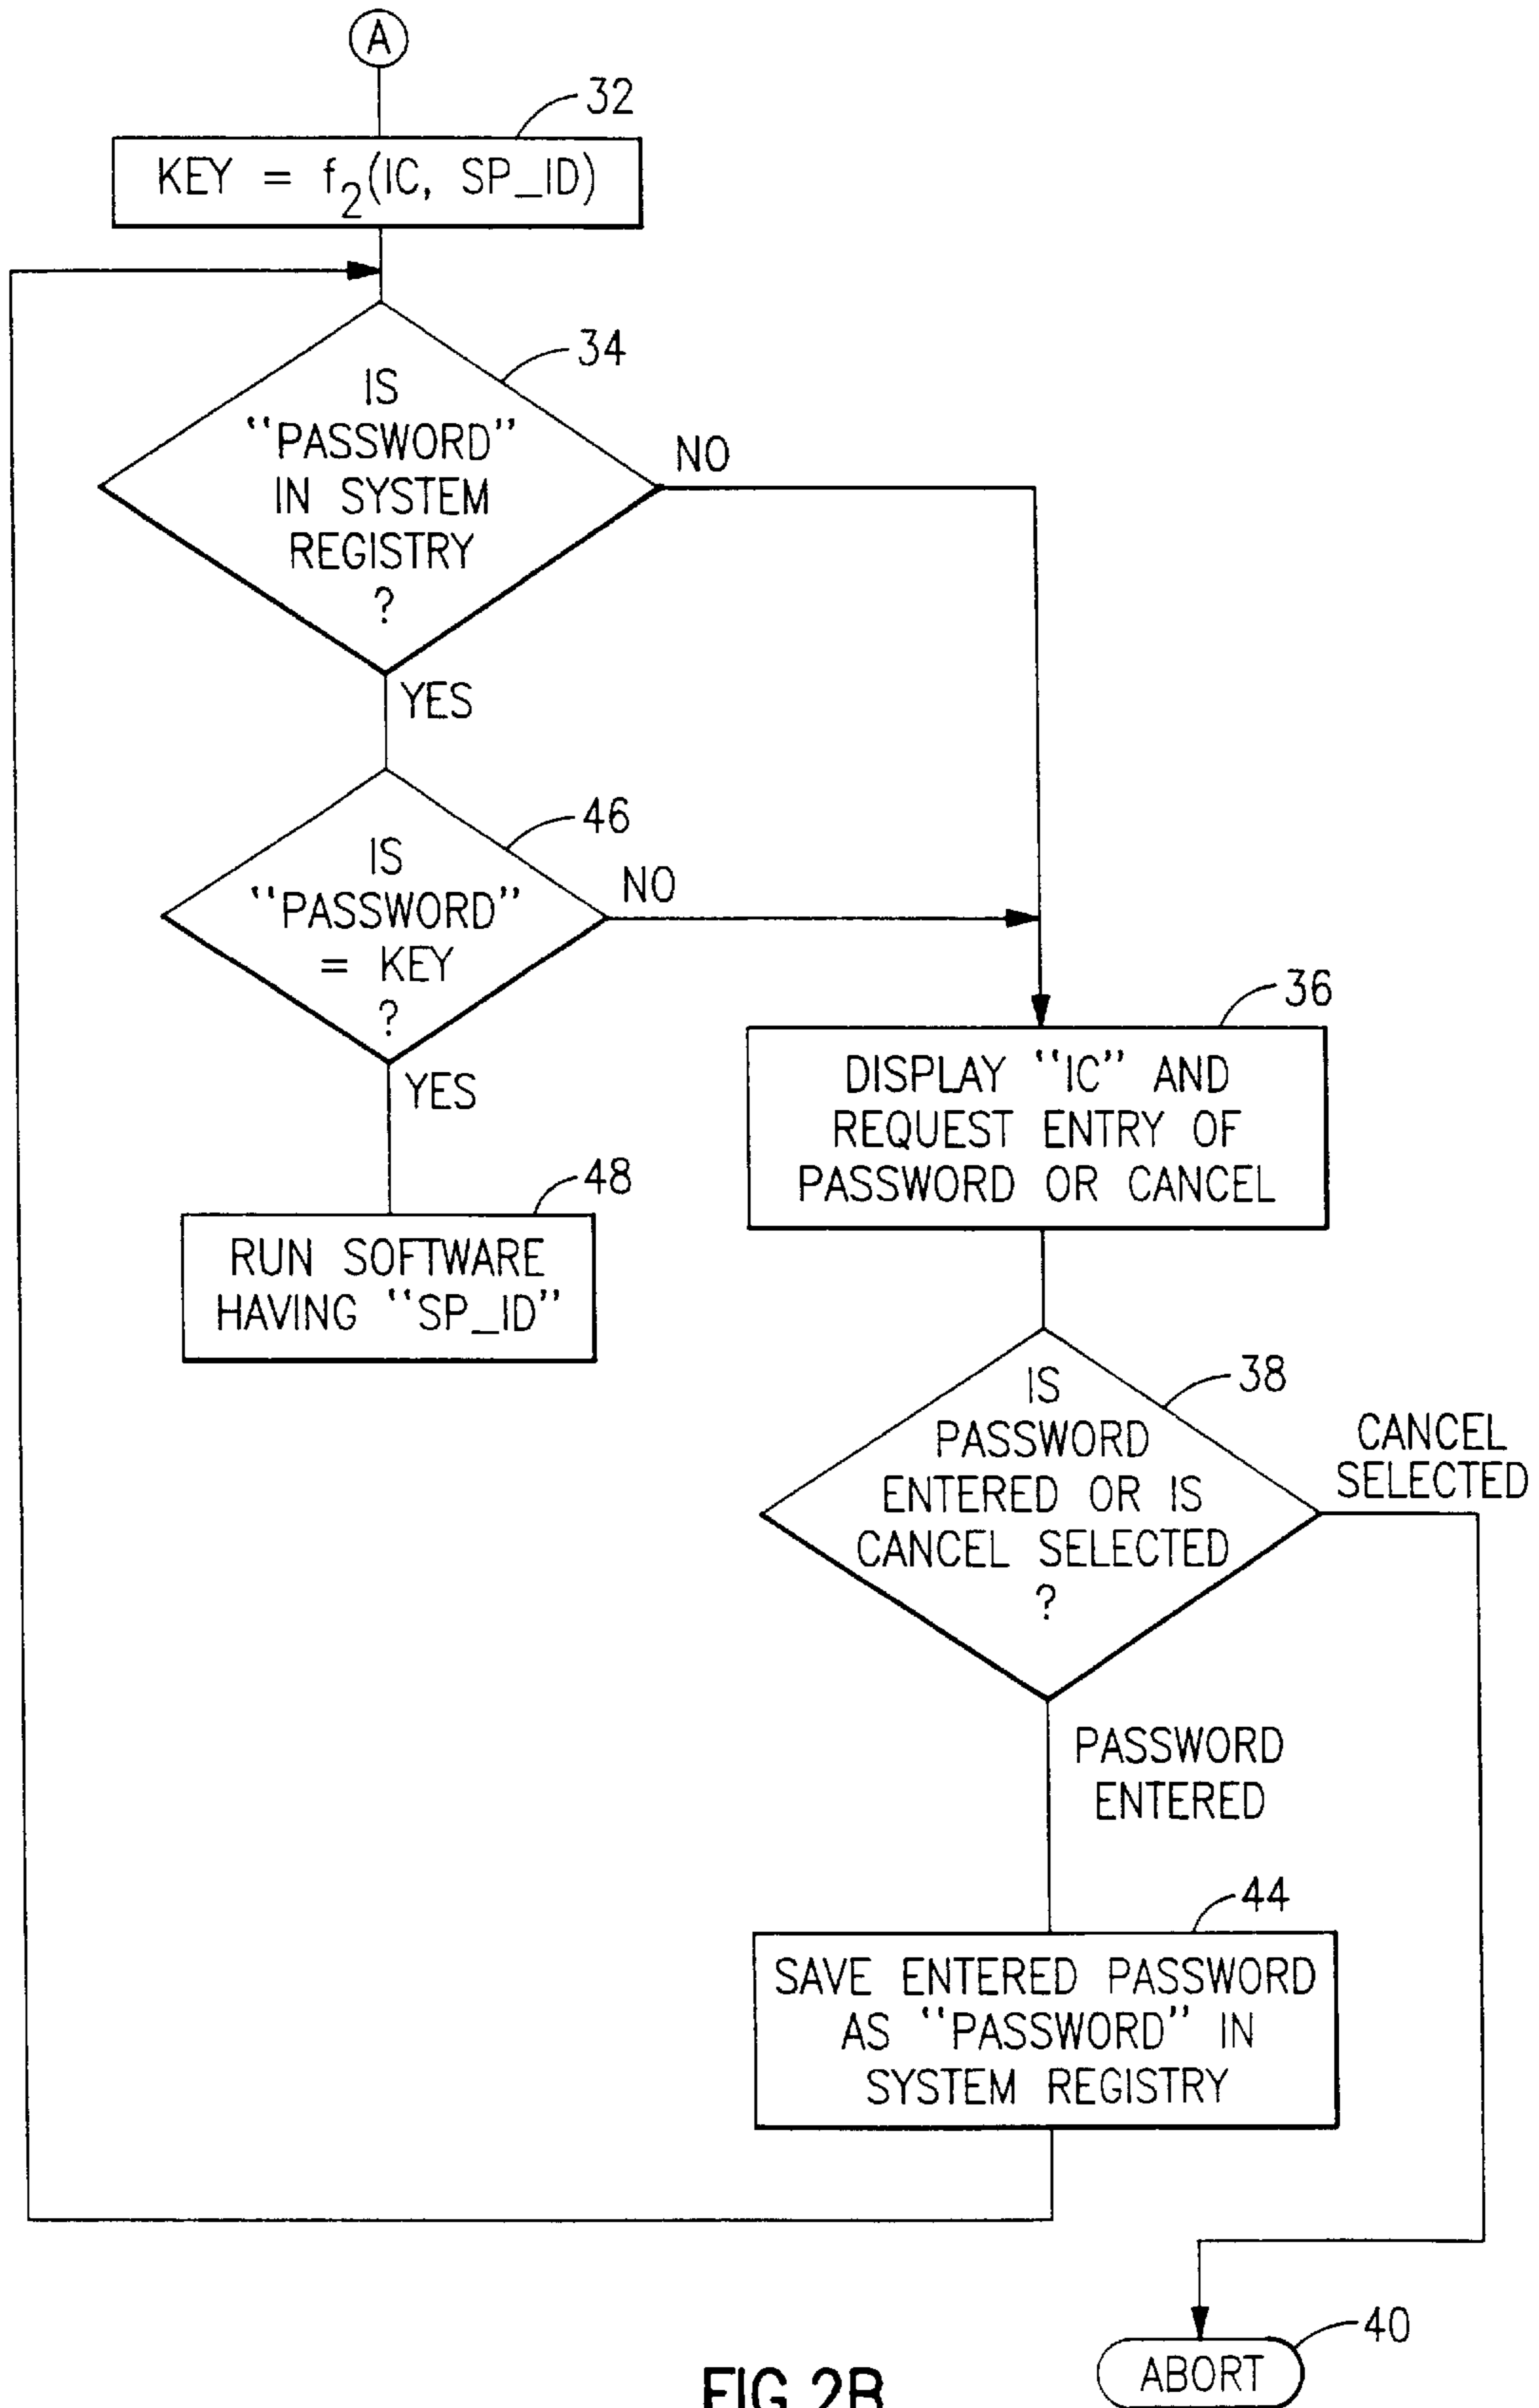 A
32
KEY = f2(IC, SP_ID)
34
IS
“PASSWORD”
IN SYSTEM
REGISTRY
?
NO
YES
46
IS
“PASSWORD”
= KEY
?
NO
YES
36
DISPLAY “IC” AND
REQUEST ENTRY OF
PASSWORD OR CANCEL
48
RUN SOFTWARE
HAVING “SP_ID”
38
IS
PASSWORD
ENTERED OR IS
CANCEL SELECTED
?
CANCEL
SELECTED
PASSWORD
ENTERED
44
SAVE ENTERED PASSWORD
AS “PASSWORD” IN
SYSTEM REGISTRY
40
ABORT
FIG.2B